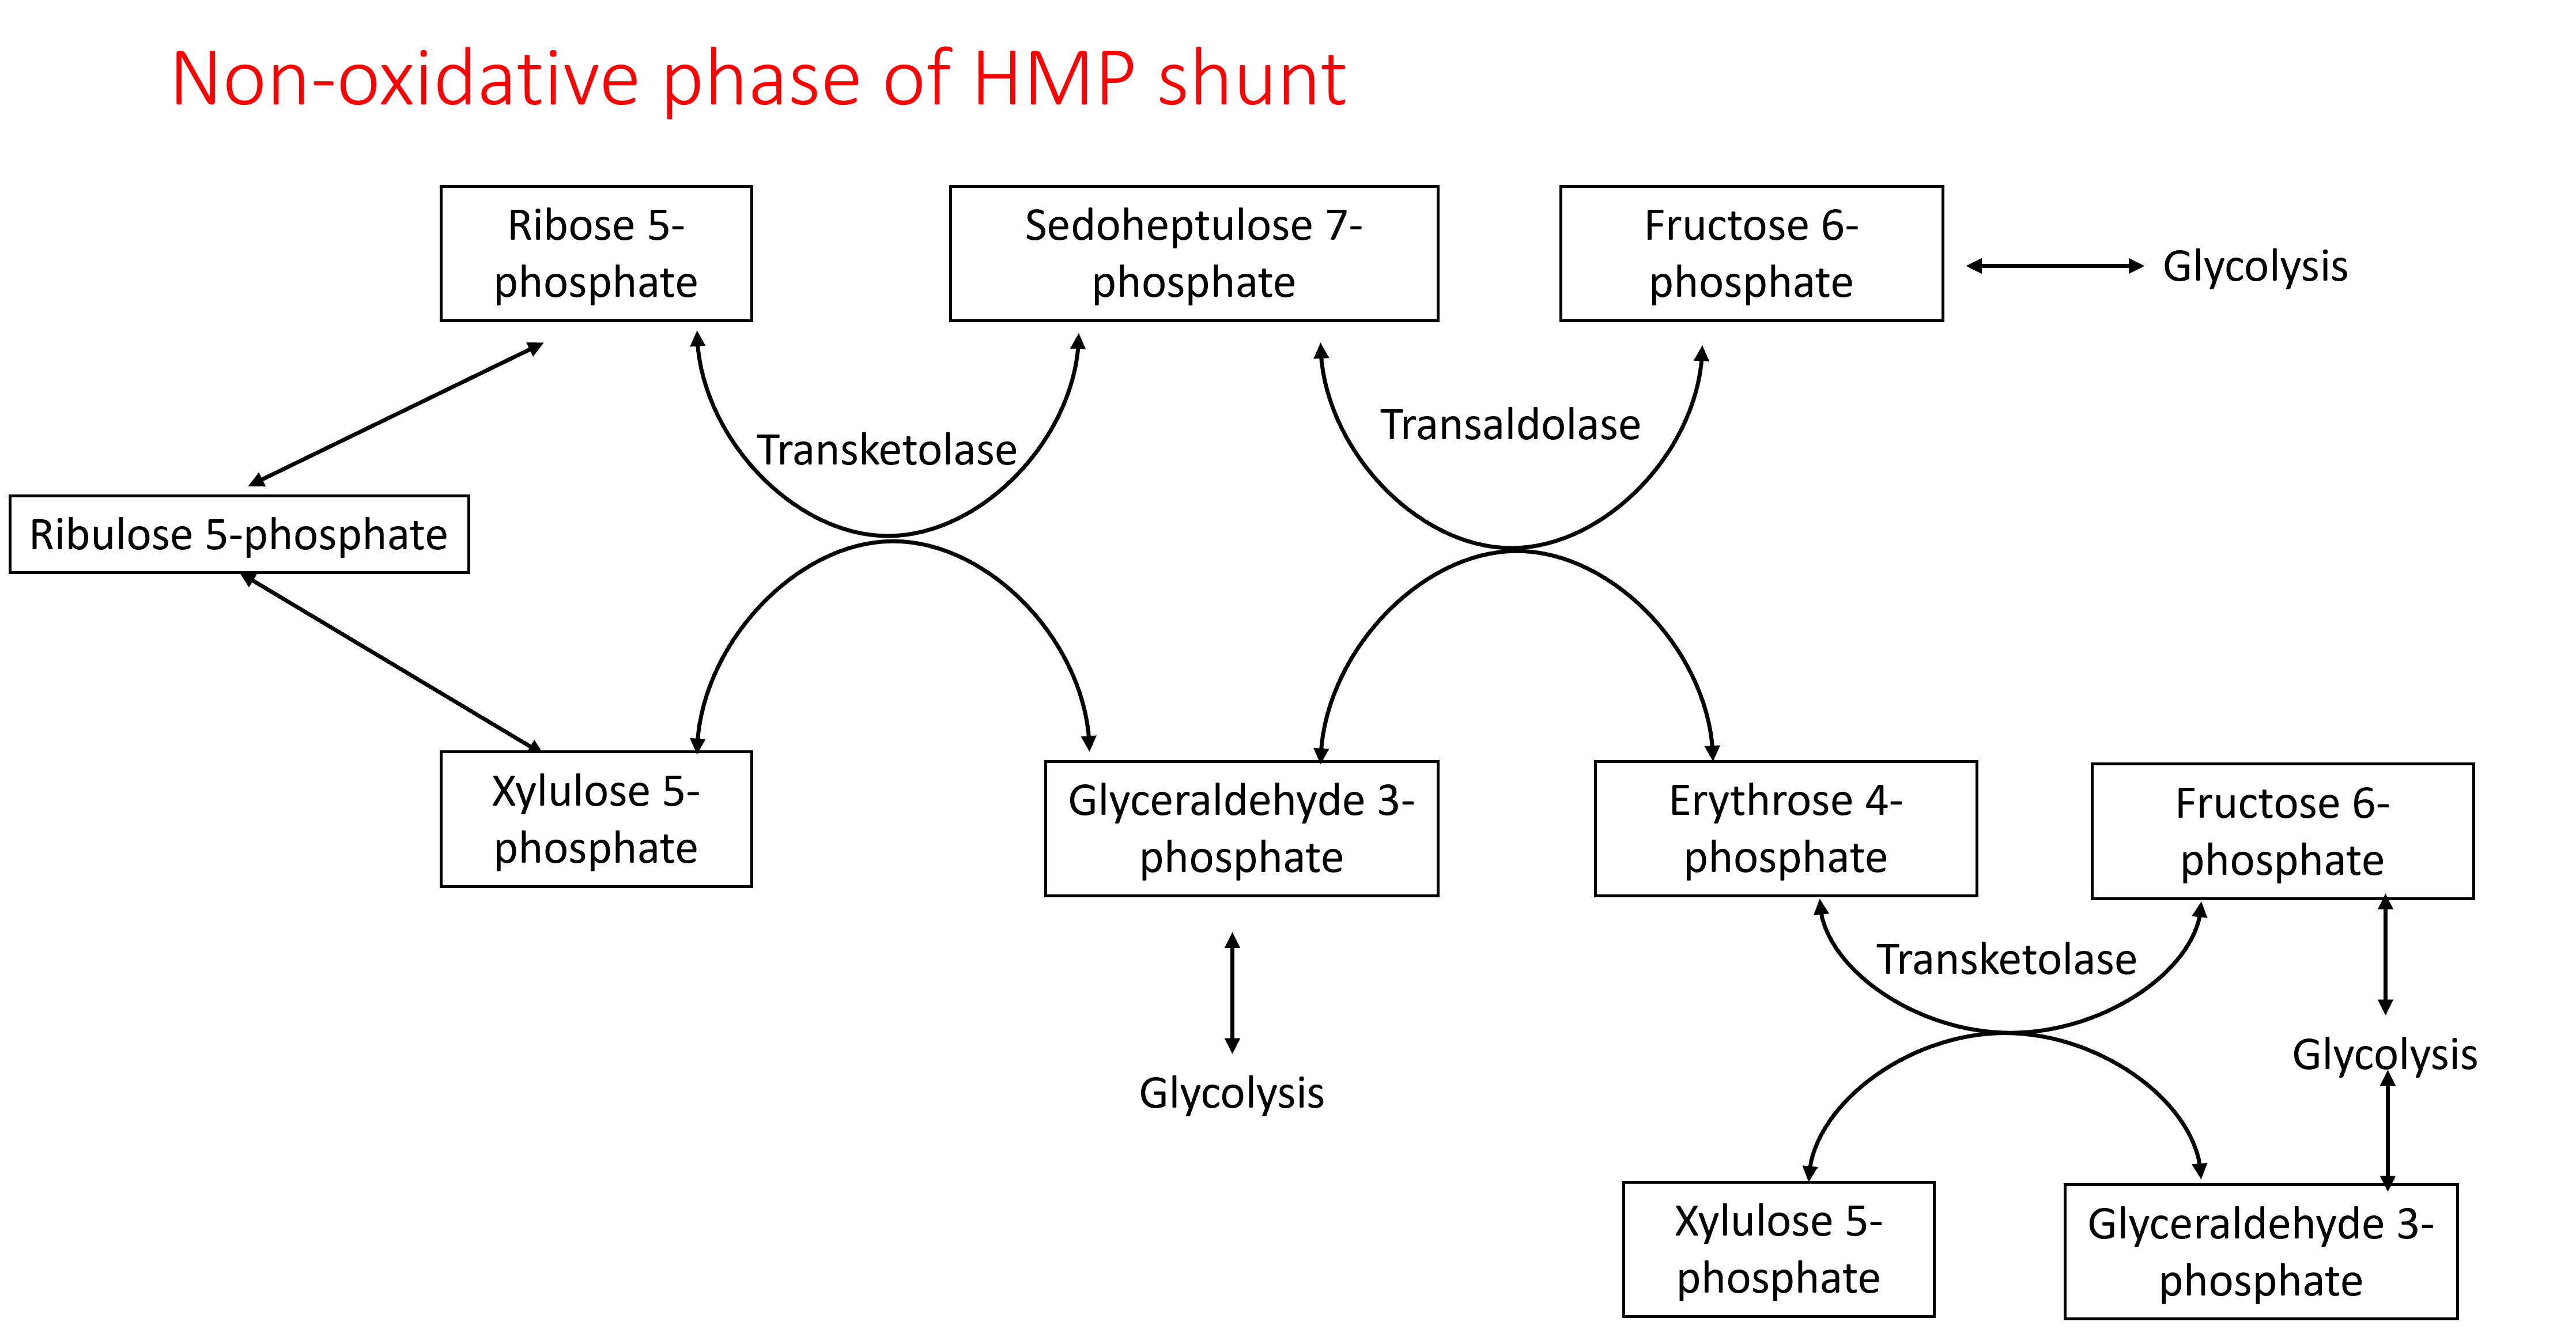 Non-oxidative phase of HMP shunt
Ribose 5-
phosphate
Sedoheptulose 7-
phosphate
Fructose 6-
phosphate
Glycolysis
Transketolase
Transaldolase
Ribulose 5-phosphate
Xylulose 5-
phosphate
Glyceraldehyde 3-
phosphate
Erythrose 4-
phosphate
Fructose 6-
phosphate
Transketolase
Glycolysis
Glycolysis
Xylulose 5-
phosphate
Glyceraldehyde 3-
phosphate